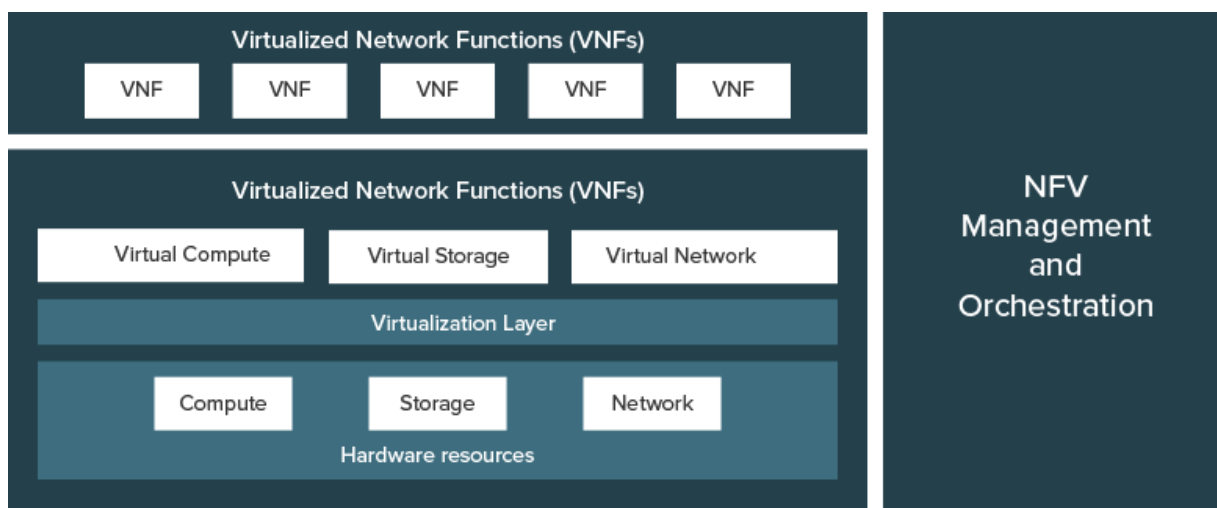 Virtualized Network Functions (VNFs)
VNF VNF VNF VNF VNF
Virtualized Network Functions (VNFs)
Virtual Compute Virtual Storage Virtual Network
Virtualization Layer
Compute Storage Network
Hardware resources
NFV
Management
and
Orchestration